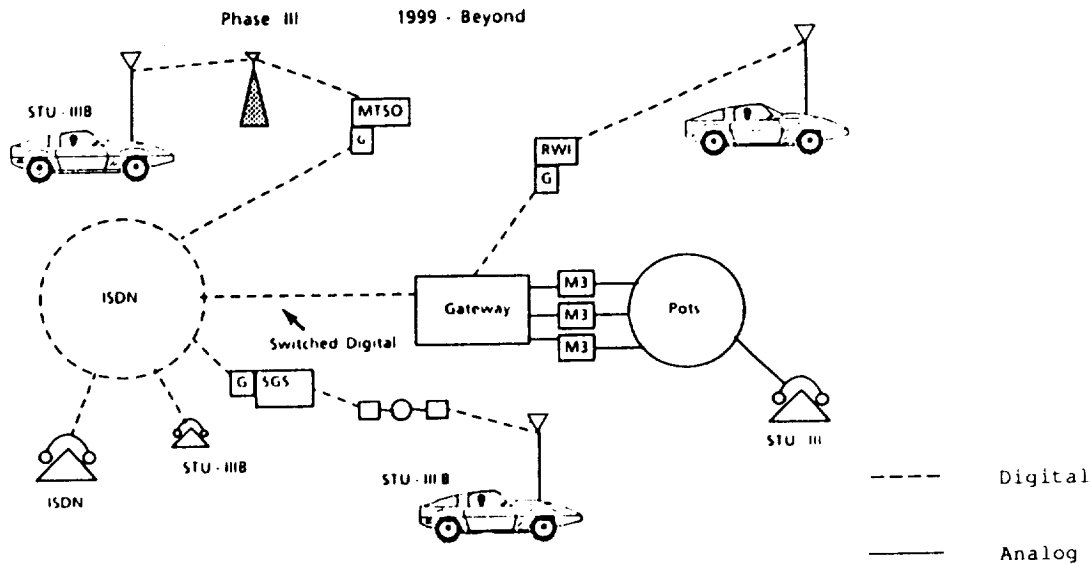 Phase III 1999 - Beyond
STU - IIIB
MTSO
G
RWI
G
ISDN
Gateway
M3
M3
M3
Pots
Switched Digital
G SGS
STU - IIIB
ISDN
STU - III B
STU III
Digital
Analog